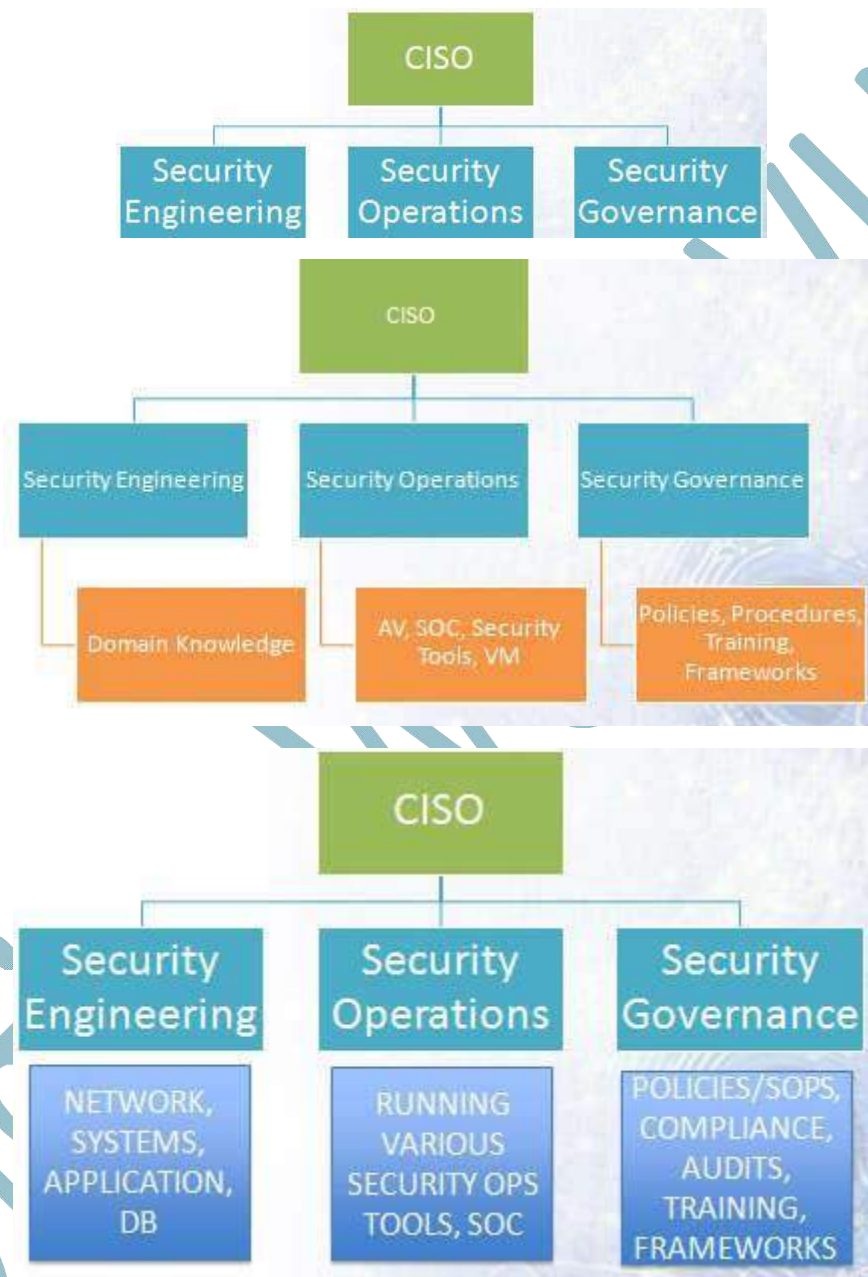 CISO
Security
Engineering
Security
Operations
Security
Governance
CISO
Security Engineering
Security Operations
Security Governance
Domain Knowledge
AV, SOC, Security
Tools, VM
Policies, Procedures,
Training,
Frameworks
CISO
Security
Engineering
Security
Operations
Security
Governance
NETWORK,
SYSTEMS,
APPLICATION,
DB
RUNNING
VARIOUS
SECURITY OPS
TOOLS, SOC
POLICIES/SOPS,
COMPLIANCE,
AUDITS,
TRAINING,
FRAMEWORKS